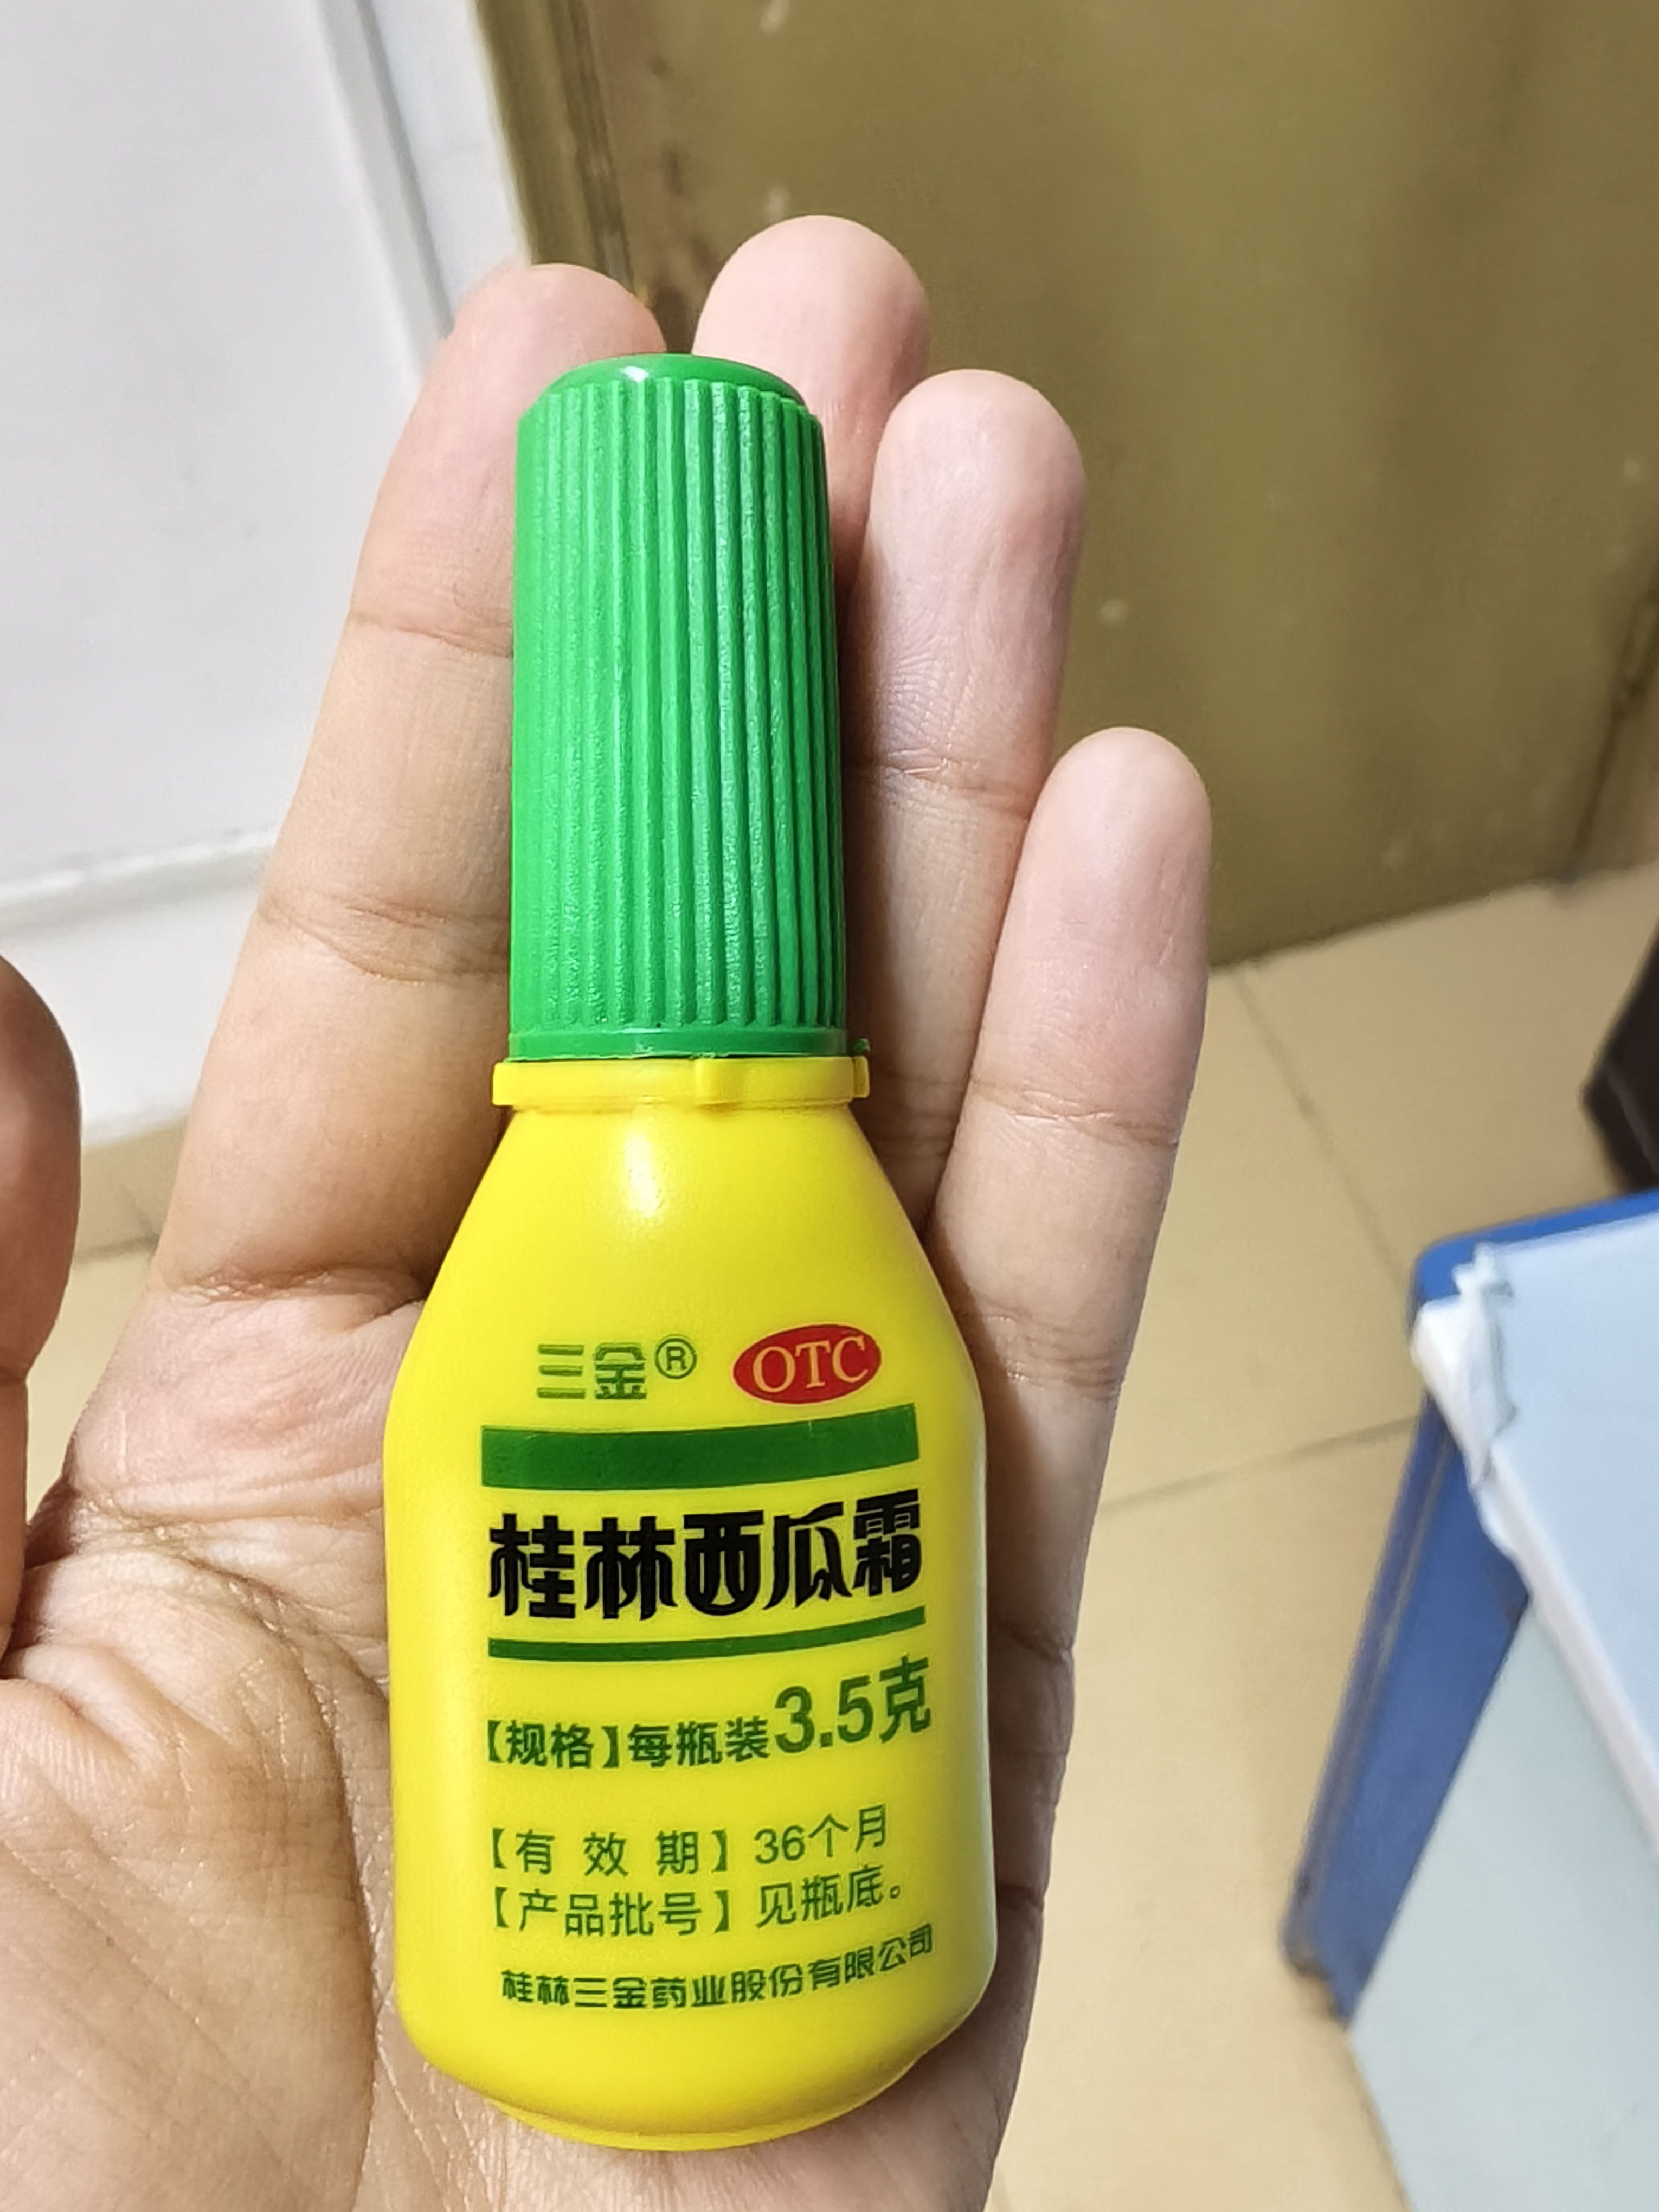 三金® OTC
桂林西瓜霜
【规格】每瓶装3.5克
【有效期】36个月
【产品批号】见瓶底。
桂林三金药业股份有限公司